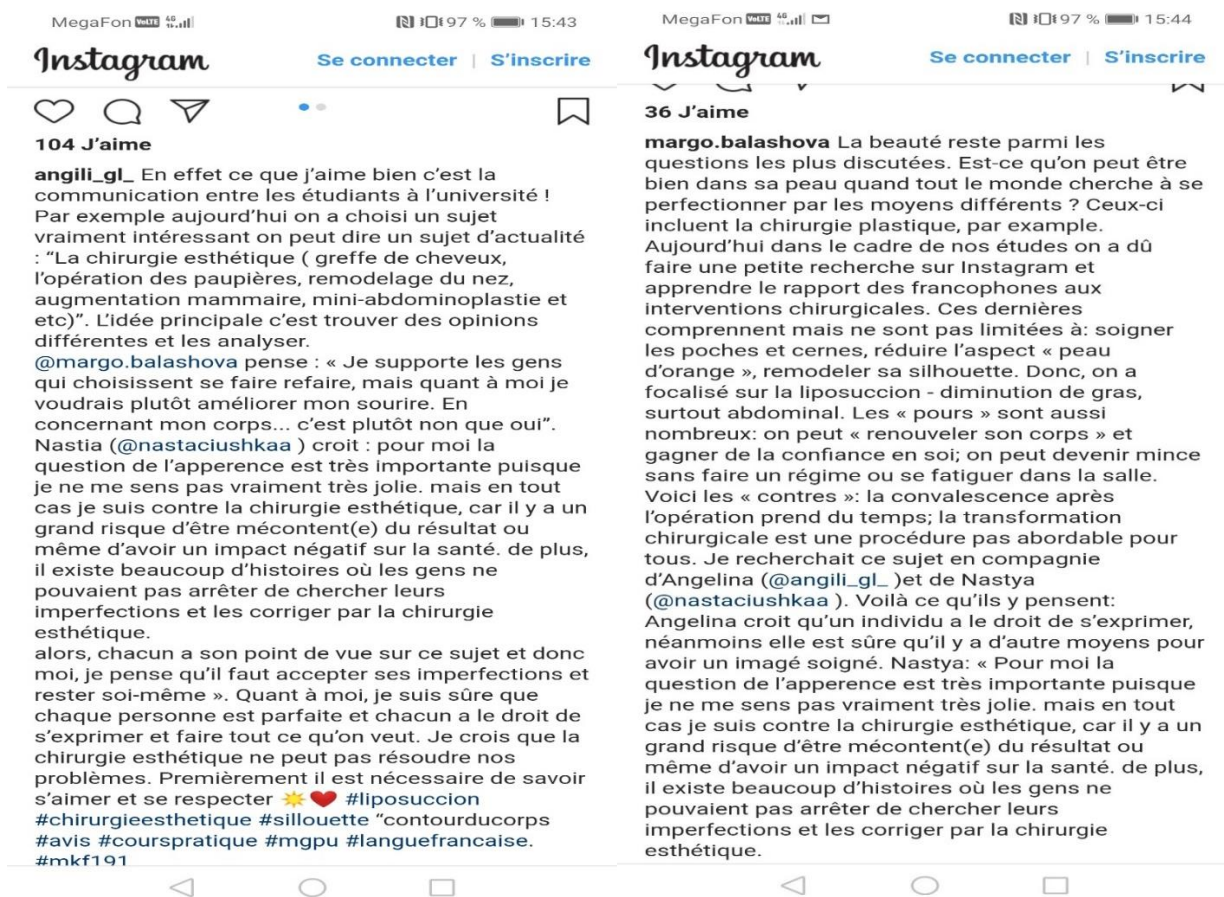 MegaFon VoLTE 4G 97 % 15:43
Instagram Se connecter | S'inscrire
104 J'aime
angili_gl_ En effet ce que j'aime bien c'est la
communication entre les étudiants à l'université !
Par exemple aujourd'hui on a choisi un sujet
vraiment intéressant on peut dire un sujet d'actualité
: “La chirurgie esthétique ( greffe de cheveux,
l'opération des paupières, remodelage du nez,
augmentation mammaire, mini-abdominoplastie et
etc)”. L'idée principale c'est trouver des opinions
différentes et les analyser.
@margo.balashova pense : « Je supporte les gens
qui choisissent se faire refaire, mais quant à moi je
voudrais plutôt améliorer mon sourire. En
concernant mon corps... c'est plutôt non que oui”.
Nastia (@nastaciushkaa ) croit : pour moi la
question de l'apperence est très importante puisque
je ne me sens pas vraiment très jolie. mais en tout
cas je suis contre la chirurgie esthétique, car il y a un
grand risque d'être mécontent(e) du résultat ou
même d'avoir un impact négatif sur la santé. de plus,
il existe beaucoup d'histoires où les gens ne
pouvaient pas arrêter de chercher leurs
imperfections et les corriger par la chirurgie
esthétique.
alors, chacun a son point de vue sur ce sujet et donc
moi, je pense qu'il faut accepter ses imperfections et
rester soi-même ». Quant à moi, je suis sûre que
chaque personne est parfaite et chacun a le droit de
s'exprimer et faire tout ce qu'on veut. Je crois que la
chirurgie esthétique ne peut pas résoudre nos
problèmes. Premièrement il est nécessaire de savoir
s'aimer et se respecter ☀️❤️ #liposuccion
#chirurgieesthetique #sillouette “contourducorps
#avis #courspratique #mgpu #languefrancaise.
#mkf191
MegaFon VoLTE 4G 97 % 15:44
Instagram Se connecter | S'inscrire
36 J'aime
margo.balashova La beauté reste parmi les
questions les plus discutées. Est-ce qu'on peut être
bien dans sa peau quand tout le monde cherche à se
perfectionner par les moyens différents ? Ceux-ci
incluent la chirurgie plastique, par exemple.
Aujourd'hui dans le cadre de nos études on a dû
faire une petite recherche sur Instagram et
apprendre le rapport des francophones aux
interventions chirurgicales. Ces dernières
comprennent mais ne sont pas limitées à: soigner
les poches et cernes, réduire l'aspect « peau
d'orange », remodeler sa silhouette. Donc, on a
focalisé sur la liposuccion - diminution de gras,
surtout abdominal. Les « pours » sont aussi
nombreux: on peut « renouveler son corps » et
gagner de la confiance en soi; on peut devenir mince
sans faire un régime ou se fatiguer dans la salle.
Voici les « contres »: la convalescence après
l'opération prend du temps; la transformation
chirurgicale est une procédure pas abordable pour
tous. Je recherchait ce sujet en compagnie
d'Angelina (@angili_gl_ )et de Nastya
(@nastaciushkaa ). Voilà ce qu'ils y pensent:
Angelina croit qu'un individu a le droit de s'exprimer,
néanmoins elle est sûre qu'il y a d'autre moyens pour
avoir un imagé soigné. Nastya: « Pour moi la
question de l'apperence est très importante puisque
je ne me sens pas vraiment très jolie. mais en tout
cas je suis contre la chirurgie esthétique, car il y a un
grand risque d'être mécontent(e) du résultat ou
même d'avoir un impact négatif sur la santé. de plus,
il existe beaucoup d'histoires où les gens ne
pouvaient pas arrêter de chercher leurs
imperfections et les corriger par la chirurgie
esthétique.